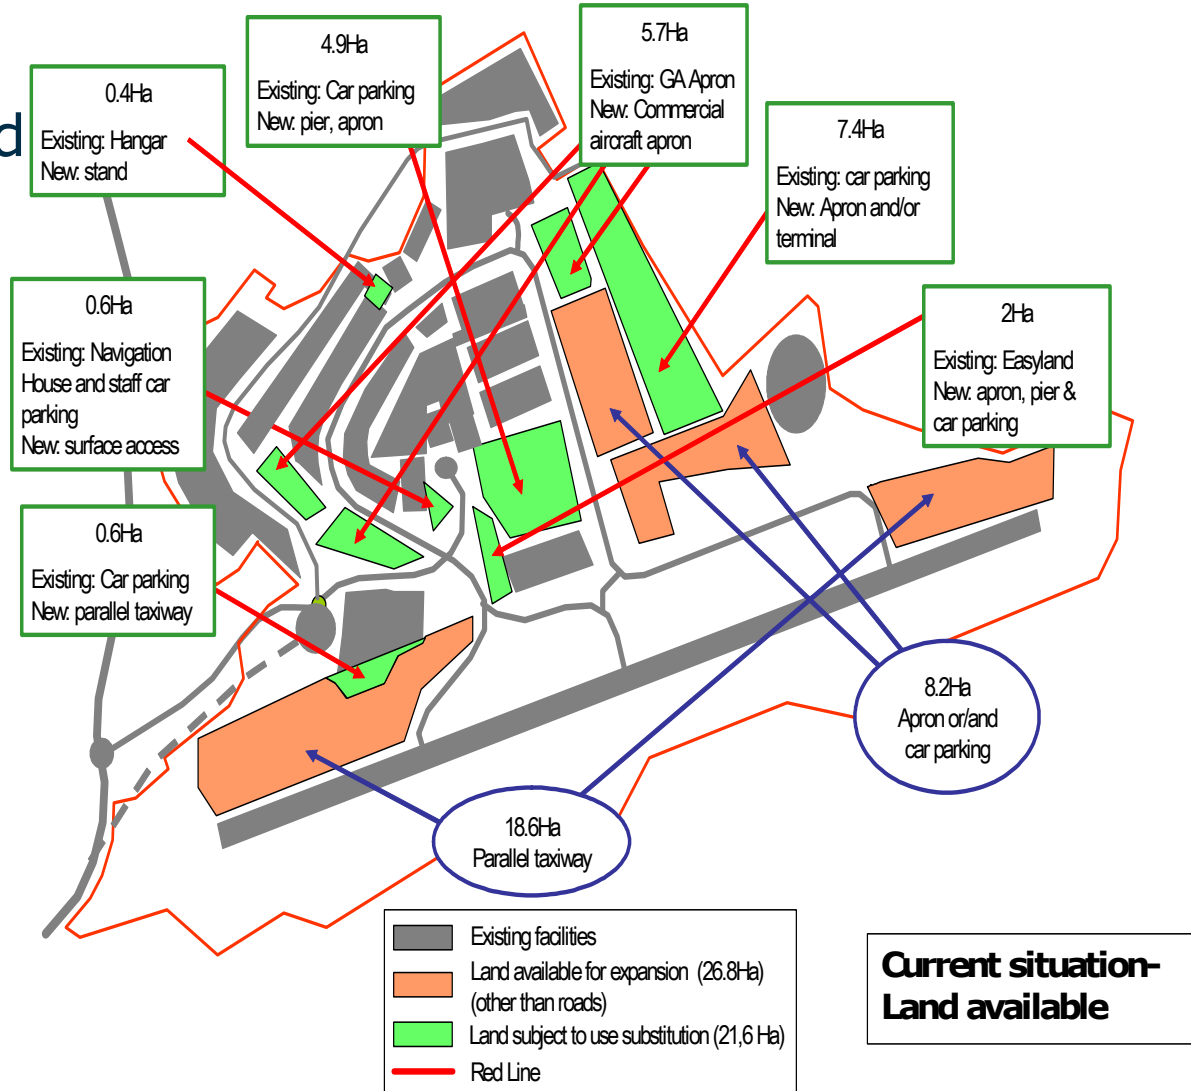 d
0.4Ha
Existing: Hangar
New: stand
4.9Ha
Existing: Car parking
New: pier, apron
5.7Ha
Existing: GA Apron
New: Commercial
aircraft apron
7.4Ha
Existing: car parking
New: Apron and/or
terminal
0.6Ha
Existing: Navigation
House and staff car
parking
New: surface access
2Ha
Existing: Easyland
New: apron, pier &
car parking
0.6Ha
Existing: Car parking
New: parallel taxiway
8.2Ha
Apron or/and
car parking
18.6Ha
Parallel taxiway
Existing facilities
Land available for expansion (26.8Ha)
(other than roads)
Land subject to use substitution (21,6 Ha)
Red Line
Current situation-
Land available